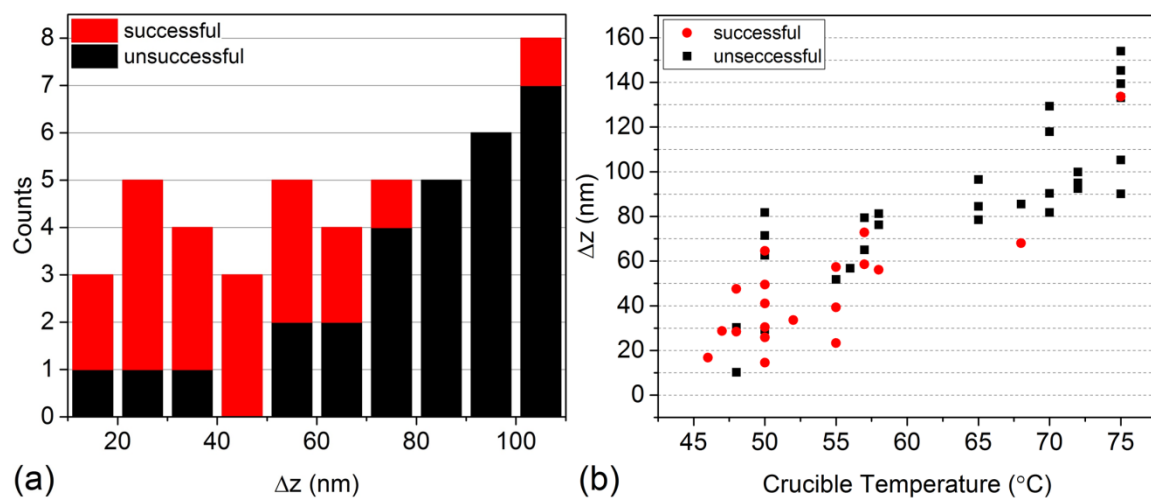 successful
unsuccessful
8
7
6
5
4
3
2
1
0
Counts
20 40 60 80 100
Δz (nm)
(a)
successful
unseccessful
160
140
120
100
80
60
40
20
0
Δz (nm)
45 50 55 60 65 70 75
Crucible Temperature (°C)
(b)